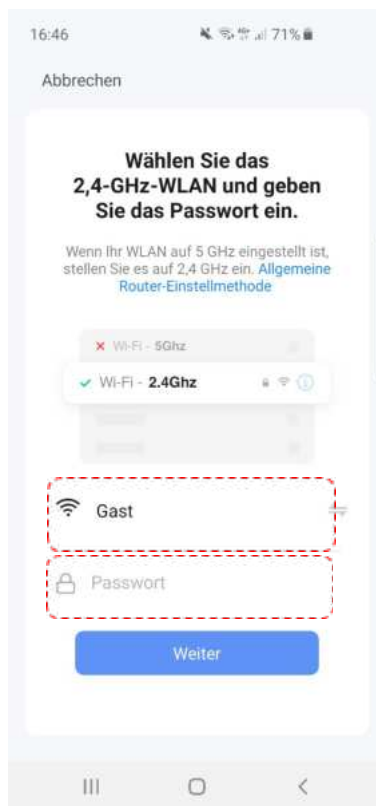 16:46 71%
Abbrechen
Wählen Sie das
2,4-GHz-WLAN und geben
Sie das Passwort ein.
Wenn Ihr WLAN auf 5 GHz eingestellt ist,
stellen Sie es auf 2,4 GHz ein. Allgemeine
Router-Einstellmethode
Wi-Fi - 5Ghz
Wi-Fi - 2.4Ghz
Gast
Passwort
Weiter